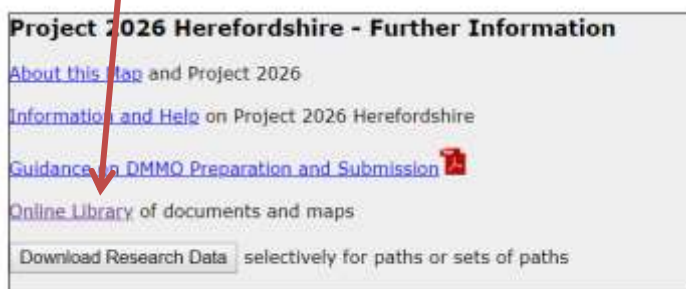 Project 2026 Herefordshire - Further Information
About this Map and Project 2026
Information and Help on Project 2026 Herefordshire
Guidance on DMMO Preparation and Submission
Online Library of documents and maps
Download Research Data selectively for paths or sets of paths